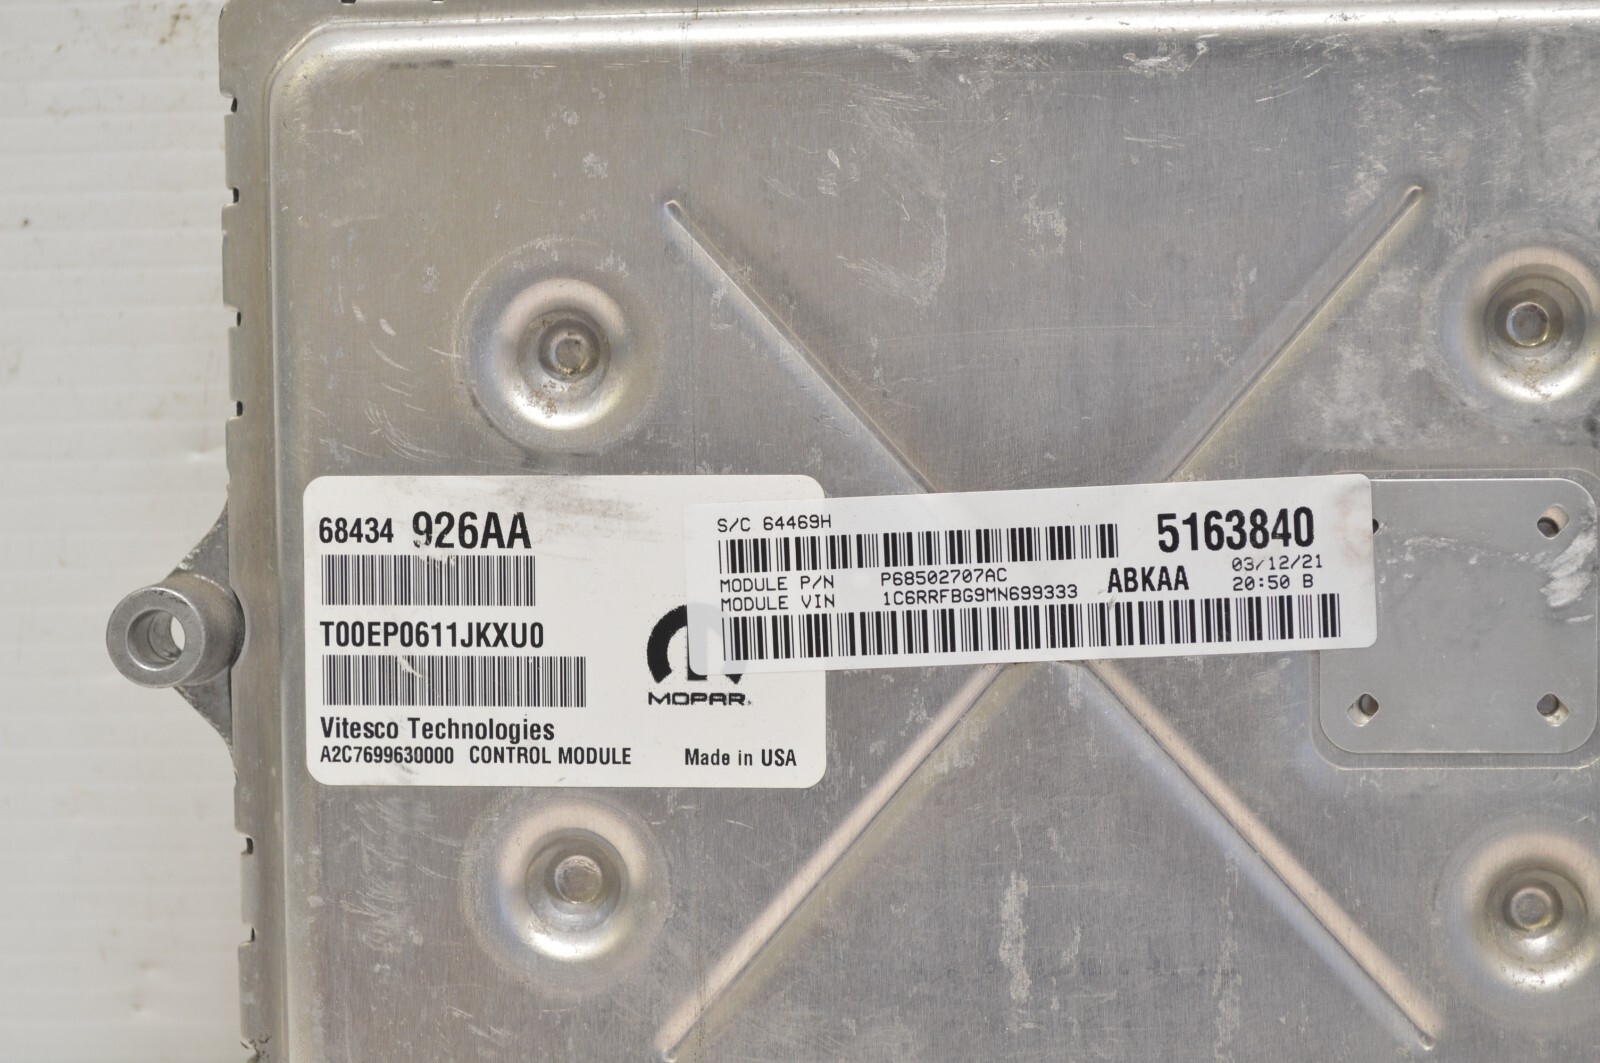 68434 926AA
T00EP0611JKXU0
Vitesco Technologies
A2C7699630000 CONTROL MODULE
Made in USA
MOPAR
S/C 64469H
5163840
MODULE P/N P68502707AC
MODULE VIN 1C6RRFBG9MN699333
ABKAA
03/12/21
20:50 B